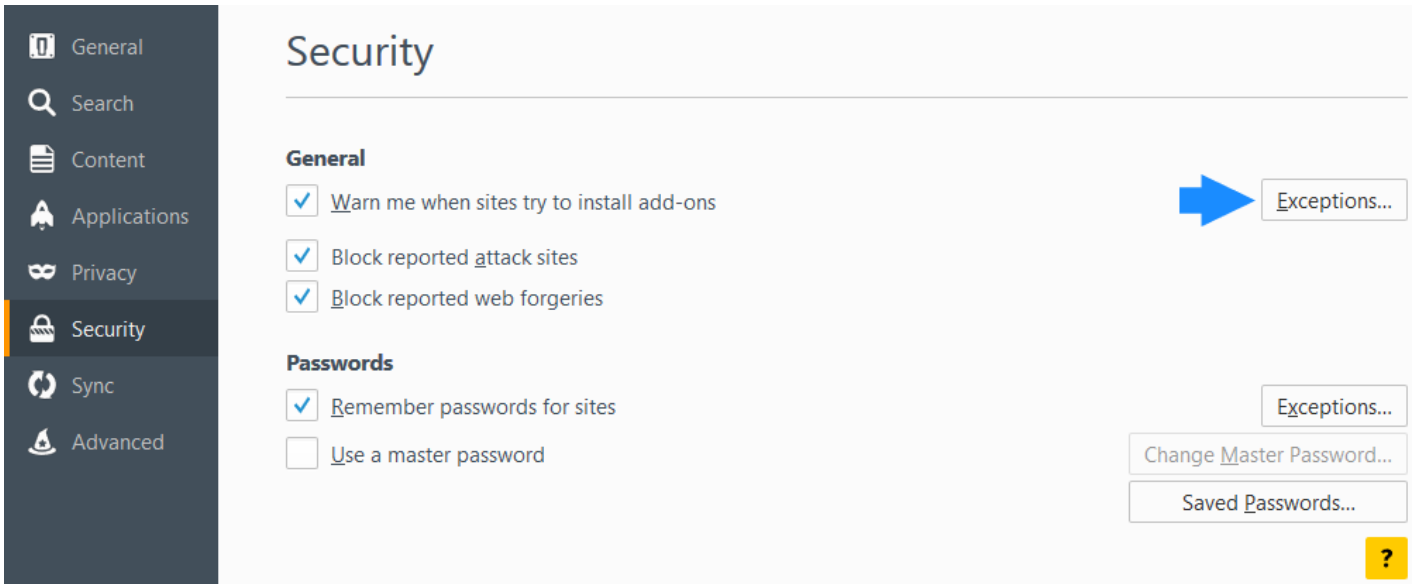 General
Search
Content
Applications
Privacy
Security
Sync
Advanced
Security
General
Warn me when sites try to install add-ons
Exceptions...
Block reported attack sites
Block reported web forgeries
Passwords
Remember passwords for sites
Exceptions...
Use a master password
Change Master Password...
Saved Passwords...
?